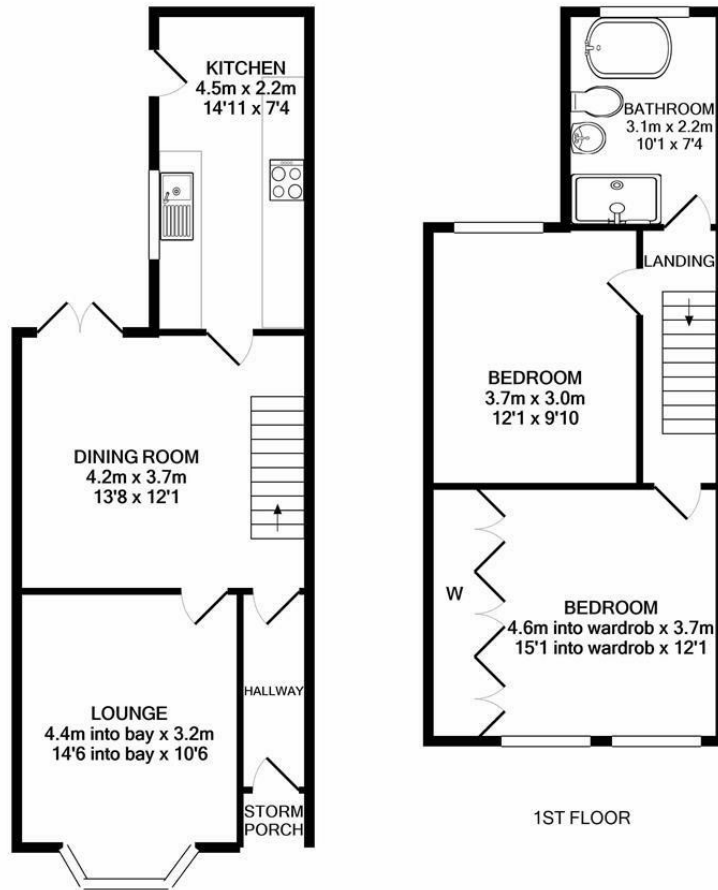 KITCHEN
4.5m x 2.2m
14'11 x 7'4
DINING ROOM
4.2m x 3.7m
13'8 x 12'1
HALLWAY
LOUNGE
4.4m into bay x 3.2m
14'6 into bay x 10'6
STORM
PORCH
BATHROOM
3.1m x 2.2m
10'1 x 7'4
LANDING
BEDROOM
3.7m x 3.0m
12'1 x 9'10
W
BEDROOM
4.6m into wardrob x 3.7m
15'1 into wardrob x 12'1
1ST FLOOR